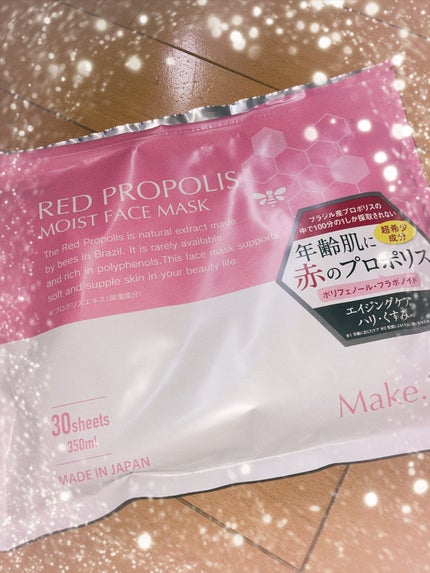 RED PROPOLIS
MOIST FACE MASK
The Red Propolis is natural extract made
by bees in Brazil. It is rarely available
and rich in polyphenols.This face mask supports
soft and supple skin in your beauty life.
※プロポリスエキス(保湿成分)
ブラジル産プロポリスの
中で100分の1しか採取されない
超希少
成分
年齢肌に
赤のプロポリス
ポリフェノール・フラボノイド
エイジングケア
ハリ・くすみ
30sheets
350ml
MADE IN JAPAN
Make.